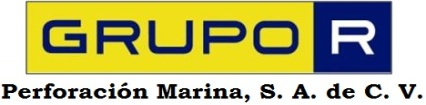 GRUPO R
Perforación Marina, S. A. de C. V.